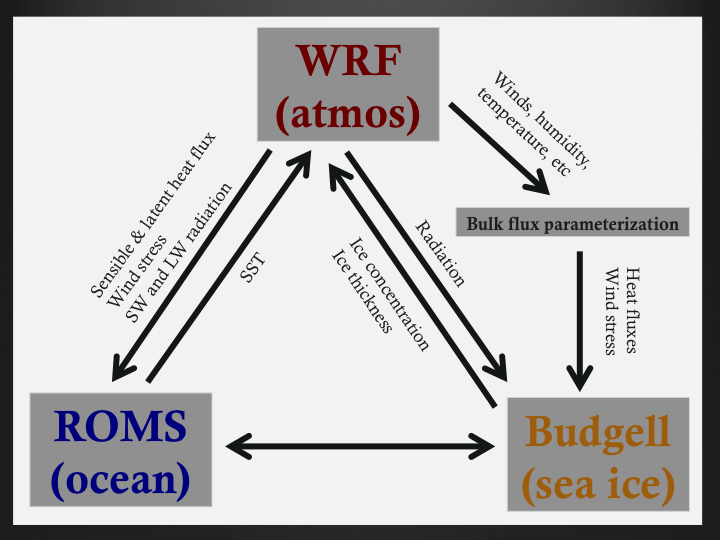 WRF
(atmos)
Winds, humidity,
temperature, etc
Sensible & latent heat flux
Wind stress
SW and LW radiation
SST
Radiation
Ice concentration
Ice thickness
Bulk flux parameterization
Heat fluxes
Wind stress
ROMS
(ocean)
Budgell
(sea ice)